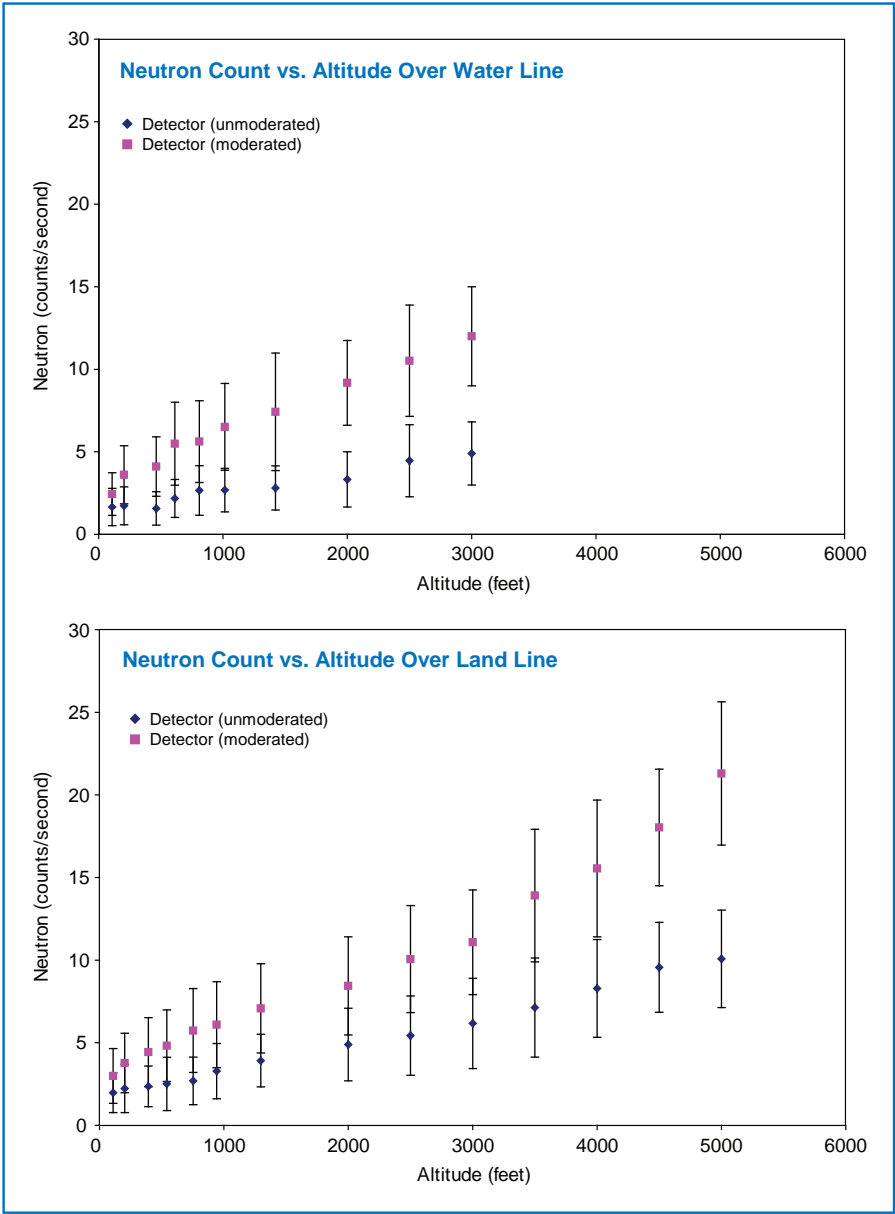 Neutron Count vs. Altitude Over Water Line
Detector (unmoderated)
Detector (moderated)
30
25
20
15
10
5
0
Neutron (counts/second)
0 1000 2000 3000 4000 5000 6000
Altitude (feet)
Neutron Count vs. Altitude Over Land Line
Detector (unmoderated)
Detector (moderated)
30
25
20
15
10
5
0
Neutron (counts/second)
0 1000 2000 3000 4000 5000 6000
Altitude (feet)